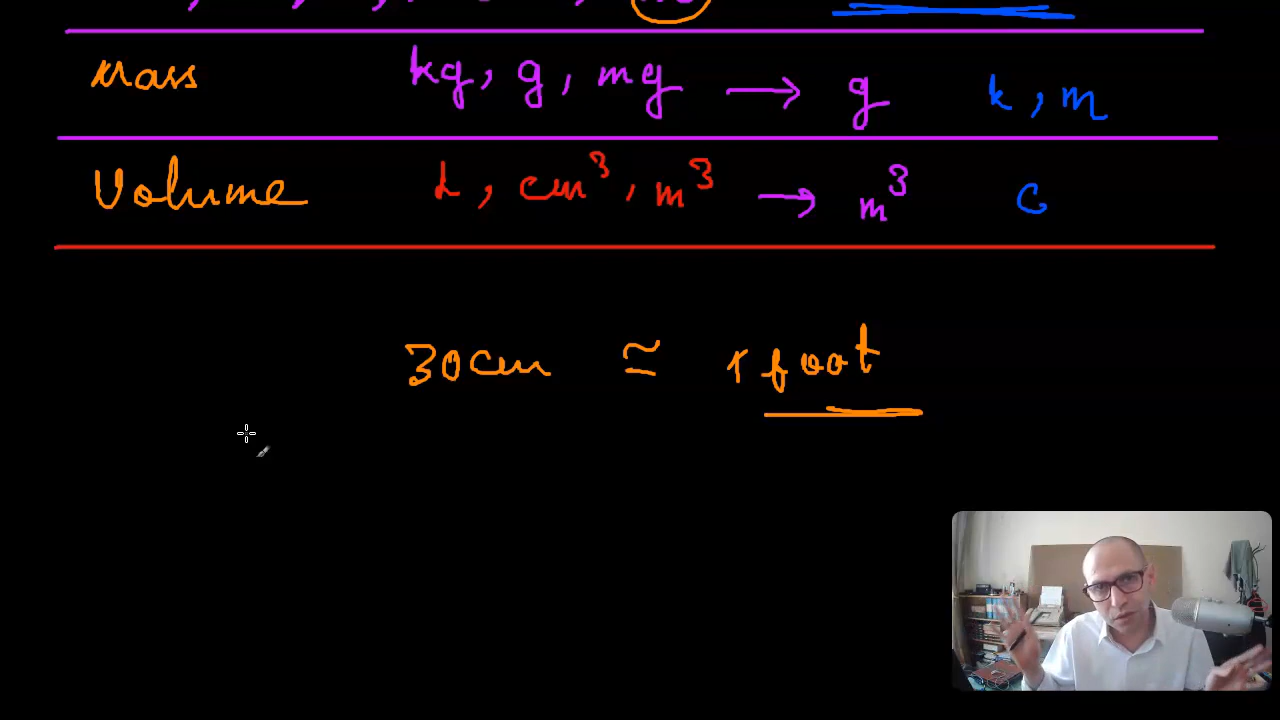 Mass kg, g, mg → g k, m
Volume L, cm³, m³ → m³ C
30cm ≅ 1 foot